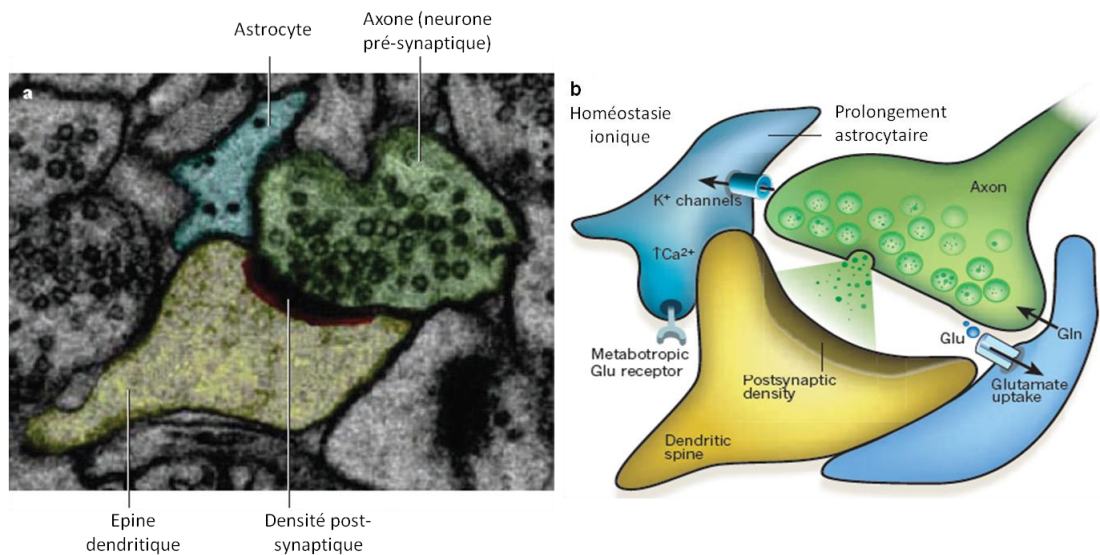 Astrocyte
Axone (neurone
pré-synaptique)
a
Epine
dendritique
Densité post-
synaptique
b
Homéostasie
ionique
Prolongement
astrocytaire
K+ channels
Axon
↑Ca2+
Metabotropic
Glu receptor
Postsynaptic
density
Dendritic
spine
Glu
Gln
Glutamate
uptake